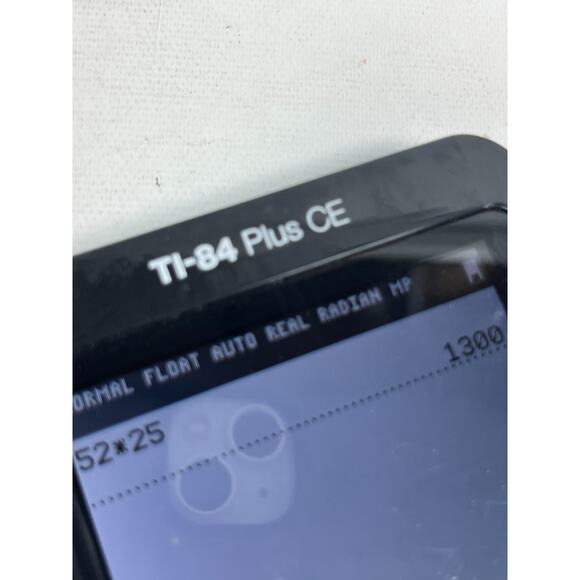 TI-84 Plus CE
ORMAL FLOAT AUTO REAL RADIAN MP
52*25
1300